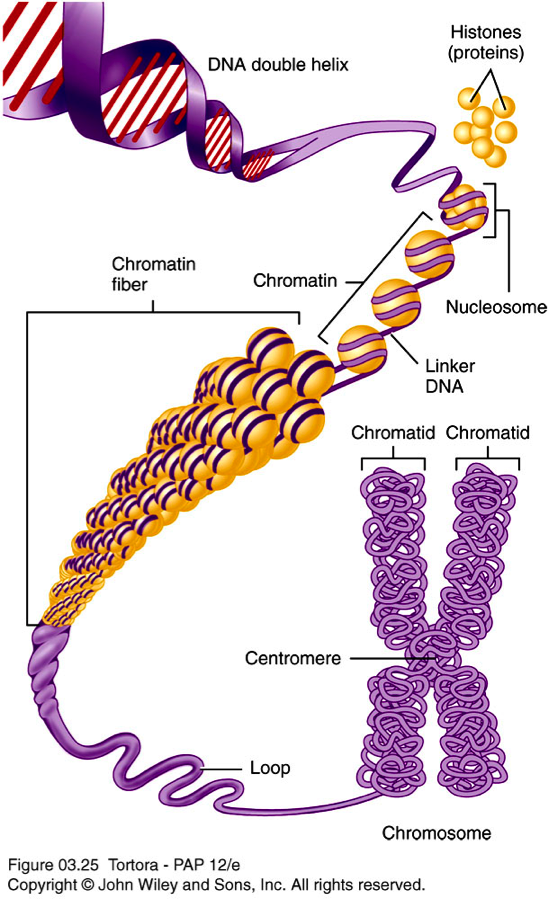 DNA double helix
Histones
(proteins)
Chromatin
fiber
Chromatin
Nucleosome
Linker
DNA
Chromatid
Chromatid
Centromere
Loop
Chromosome
Figure 03.25 Tortora - PAP 12/e
Copyright © John Wiley and Sons, Inc. All rights reserved.